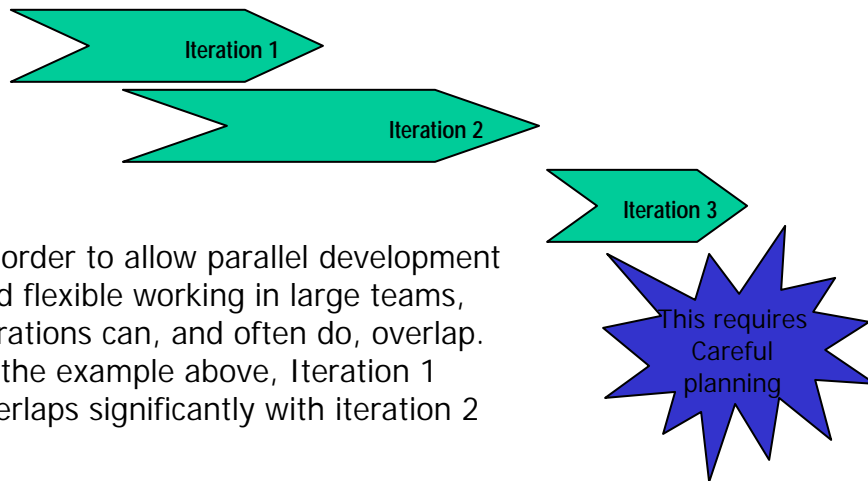 Iteration 1
Iteration 2
Iteration 3
order to allow parallel development
d flexible working in large teams,
rations can, and often do, overlap.
the example above, Iteration 1
erlaps significantly with iteration 2
This requires
Careful
planning